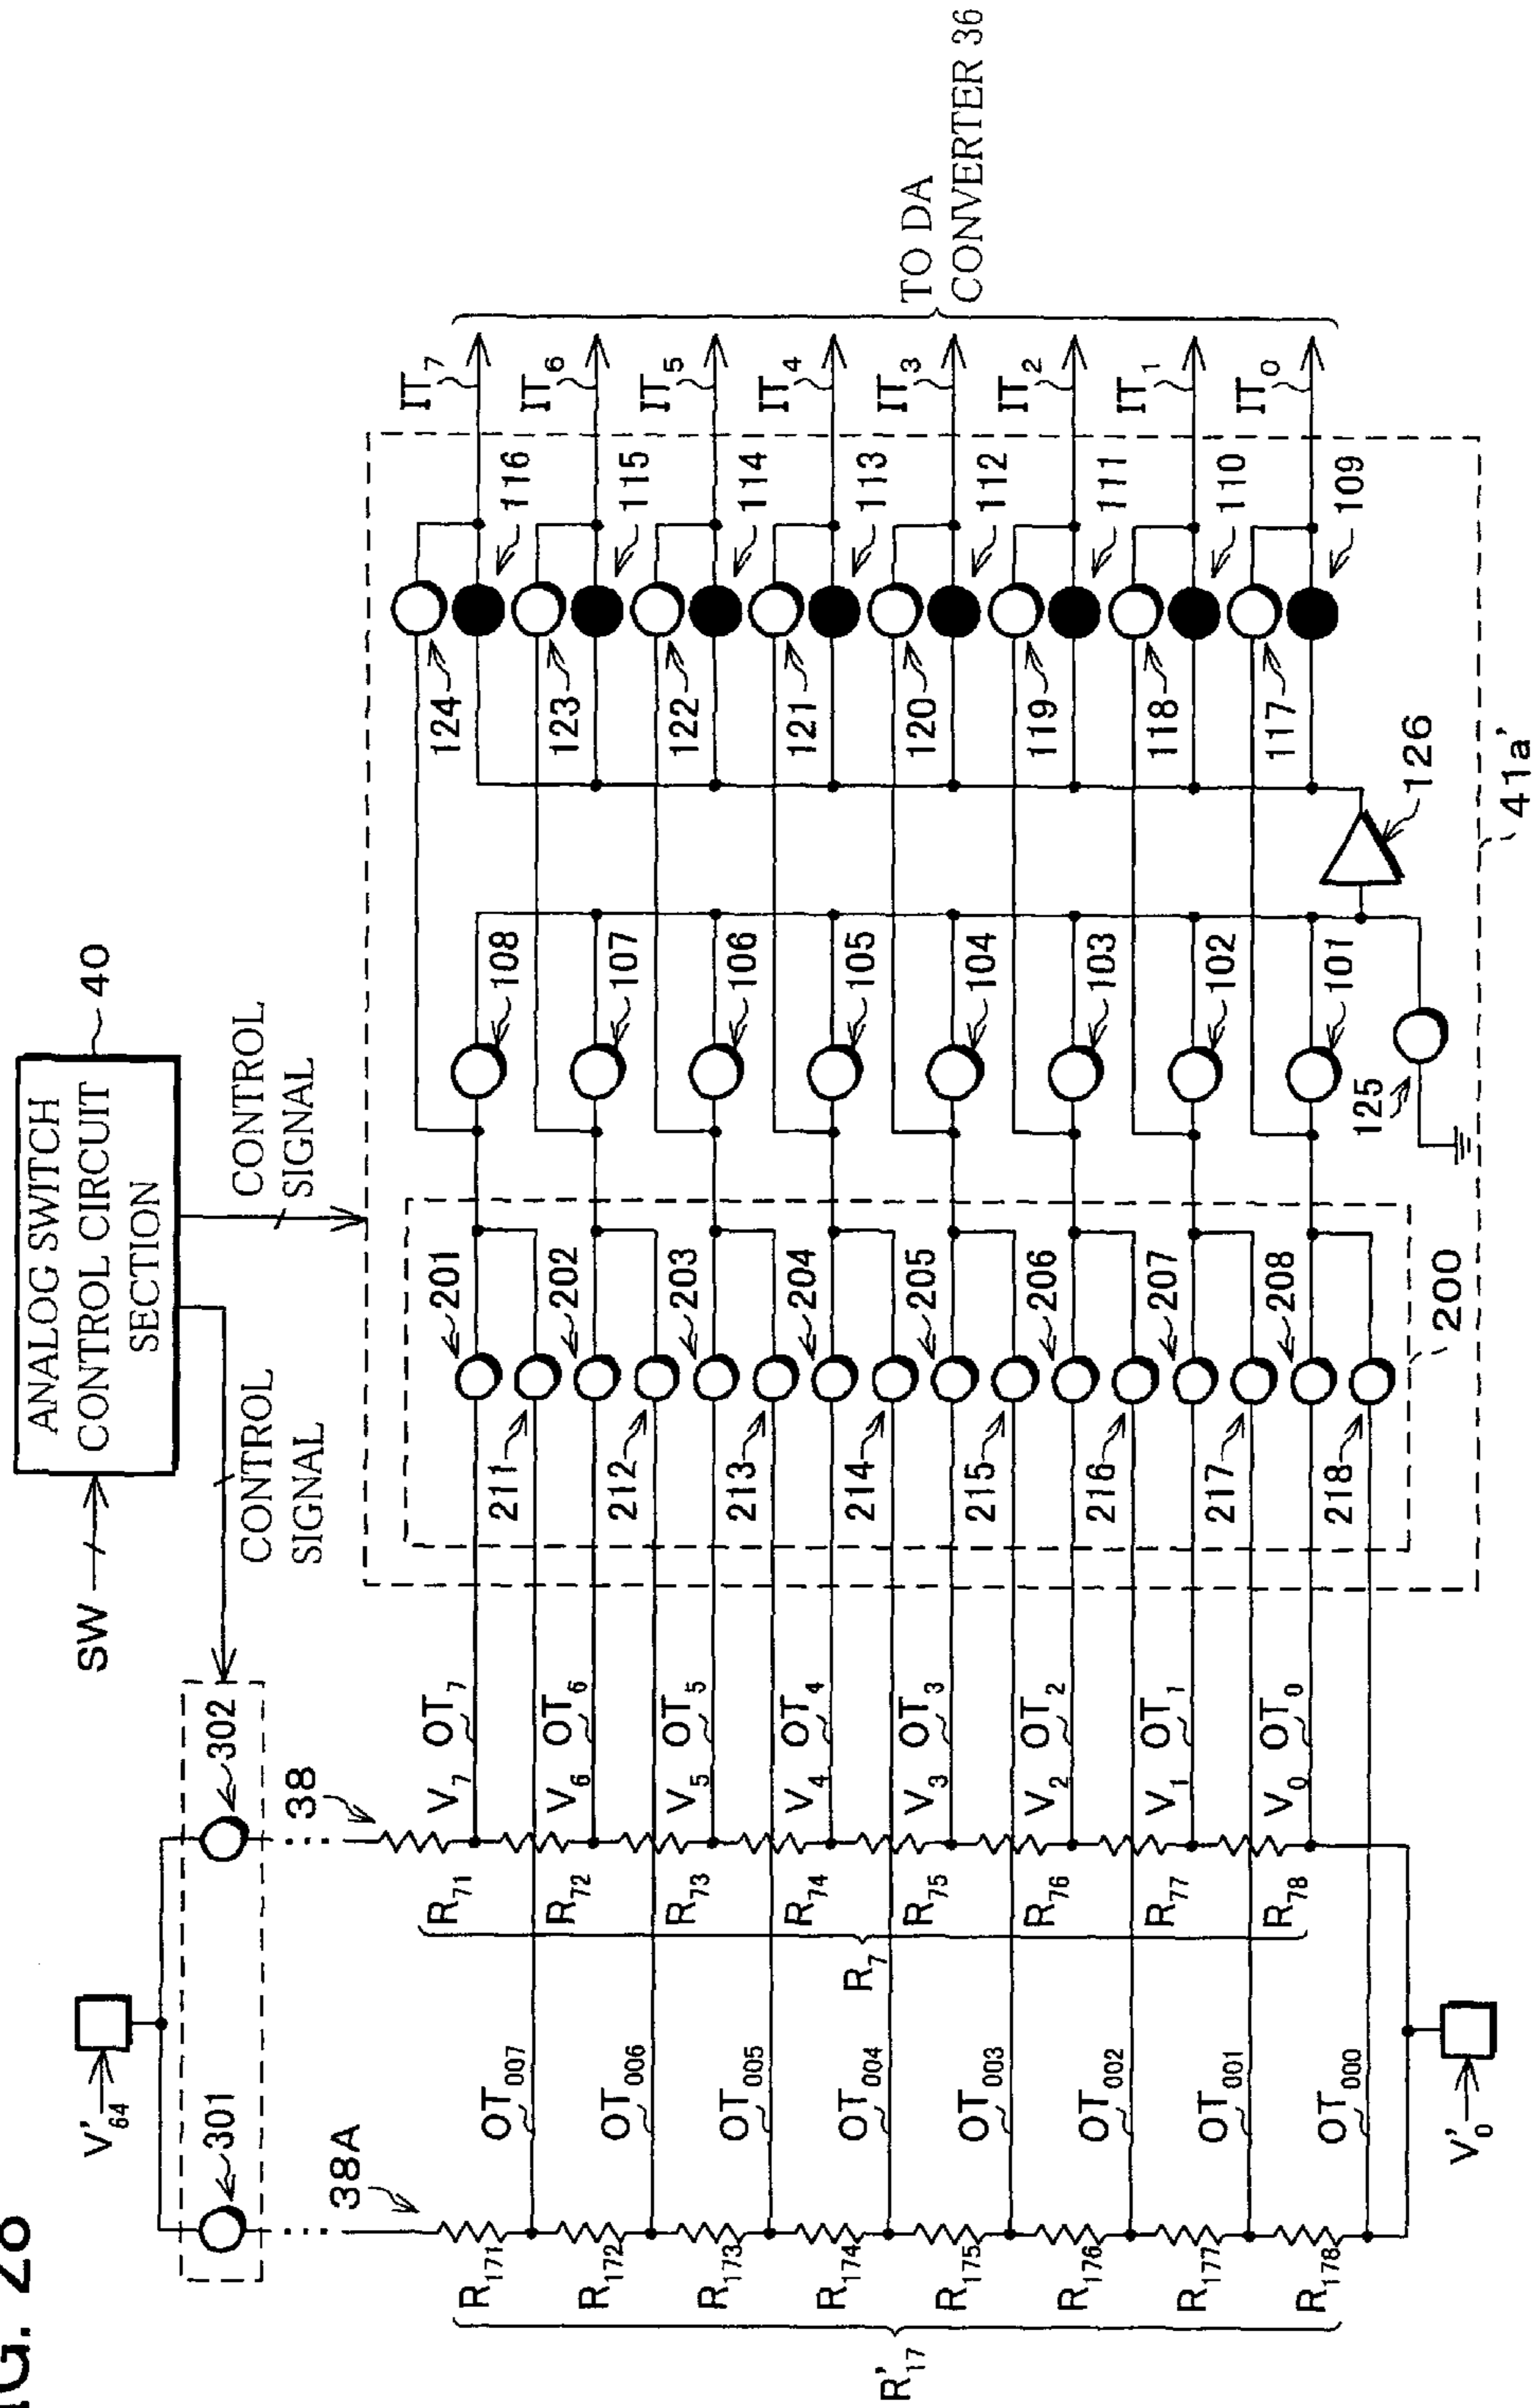 FIG. 28
SW
ANALOG SWITCH
CONTROL CIRCUIT
SECTION
40
CONTROL
SIGNAL
CONTROL
SIGNAL
V'64
301
302
38A
38
R171
R172
R173
R174
R175
R176
R177
R178
R'17
OT007
OT006
OT005
OT004
OT003
OT002
OT001
OT000
V'0
R71
R72
R73
R74
R75
R76
R77
R78
R7
V7 OT7
V6 OT6
V5 OT5
V4 OT4
V3 OT3
V2 OT2
V1 OT1
V0 OT0
211
212
213
214
215
216
217
218
201
202
203
204
205
206
207
208
200
108
107
106
105
104
103
102
101
125
126
124
123
122
121
120
119
118
117
116
115
114
113
112
111
110
109
41a'
IT7
IT6
IT5
IT4
IT3
IT2
IT1
IT0
TO DA
CONVERTER 36